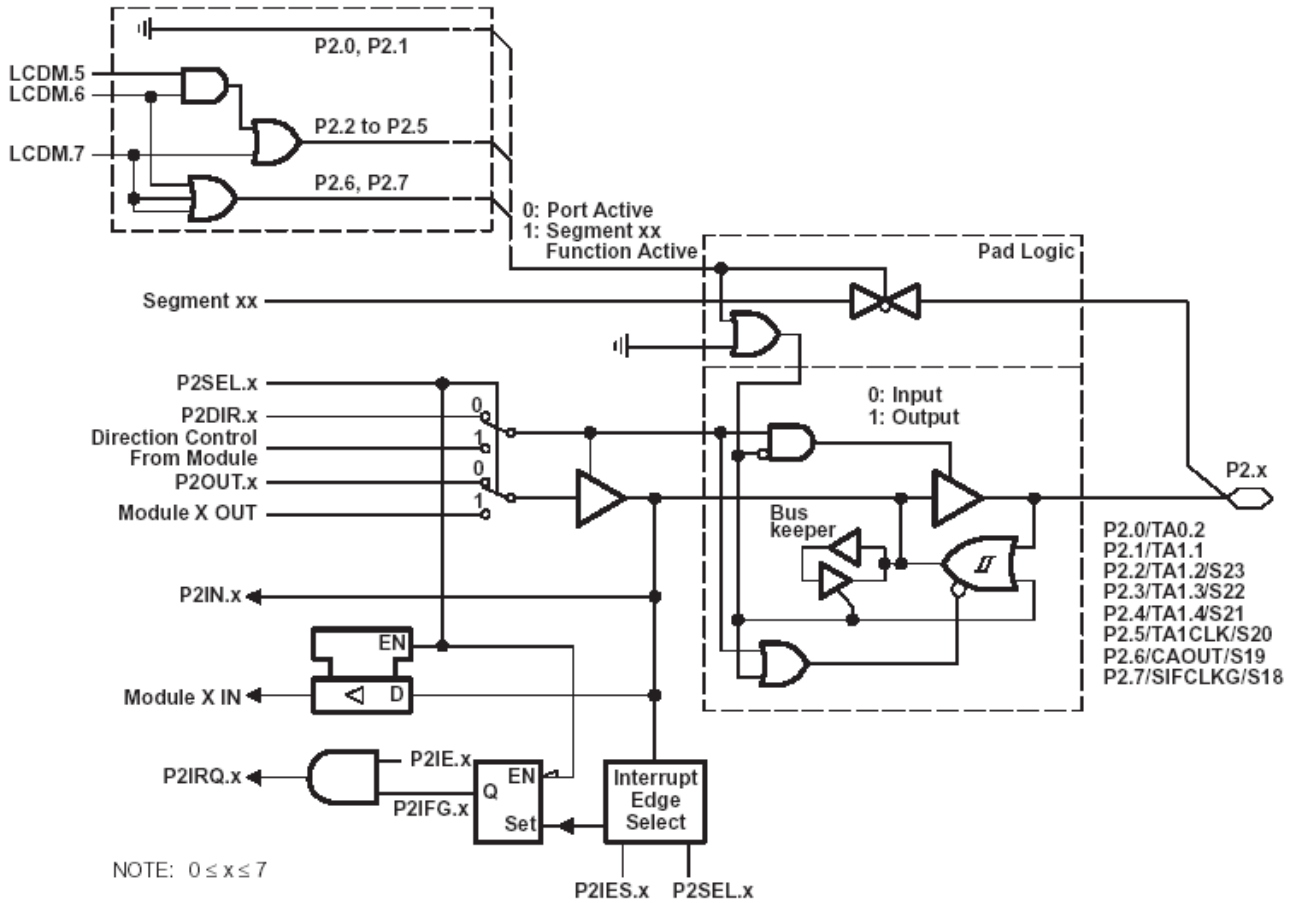 P2.0, P2.1
LCDM.5
LCDM.6
P2.2 to P2.5
LCDM.7
P2.6, P2.7
0: Port Active
1: Segment xx
Function Active
Pad Logic
Segment xx
P2SEL.x
0: Input
1: Output
P2DIR.x
0
Direction Control
From Module
1
P2OUT.x
0
Module X OUT
1
P2.x
Bus
keeper
P2.0/TA0.2
P2.1/TA1.1
P2.2/TA1.2/S23
P2.3/TA1.3/S22
P2.4/TA1.4/S21
P2.5/TA1CLK/S20
P2.6/CAOUT/S19
P2.7/SIFCLKG/S18
P2IN.x
EN
Module X IN
D
P2IE.x
P2IRQ.x
P2IFG.x
EN
Q
Set
Interrupt
Edge
Select
NOTE: 0 ≤ x ≤ 7
P2IES.x P2SEL.x